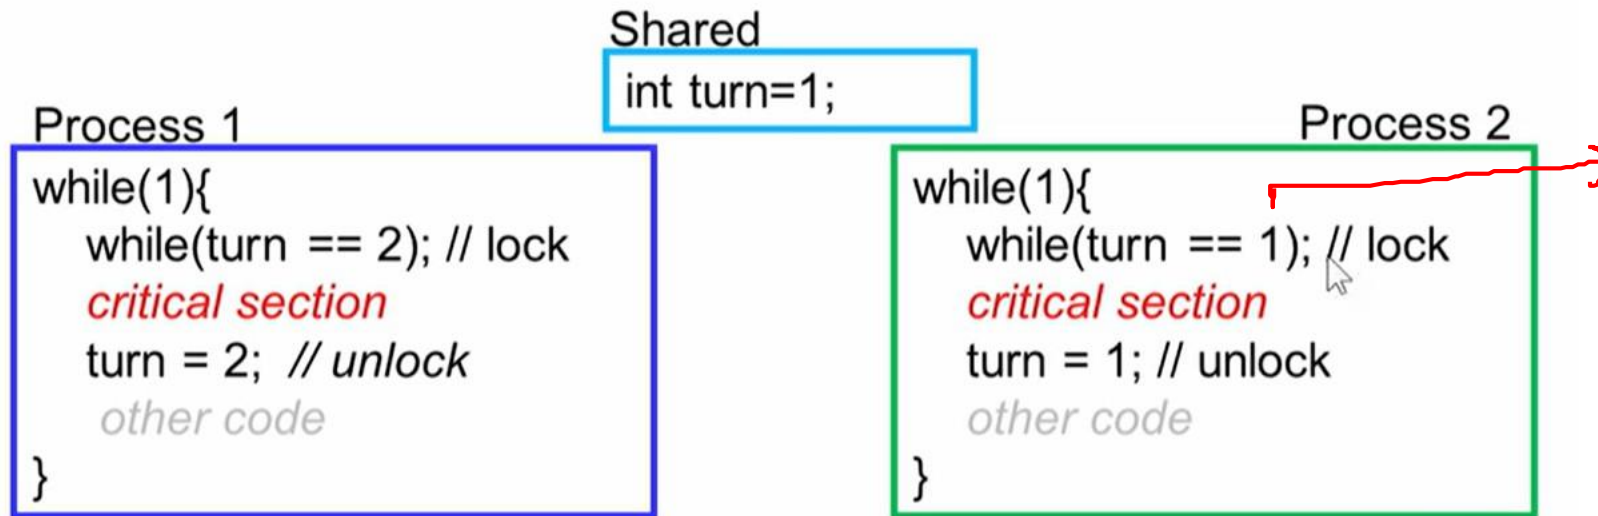 Shared
int turn=1;
Process 1
while(1){
while(turn == 2); // lock
critical section
turn = 2; // unlock
other code
}
Process 2
while(1){
while(turn == 1); // lock
critical section
turn = 1; // unlock
other code
}